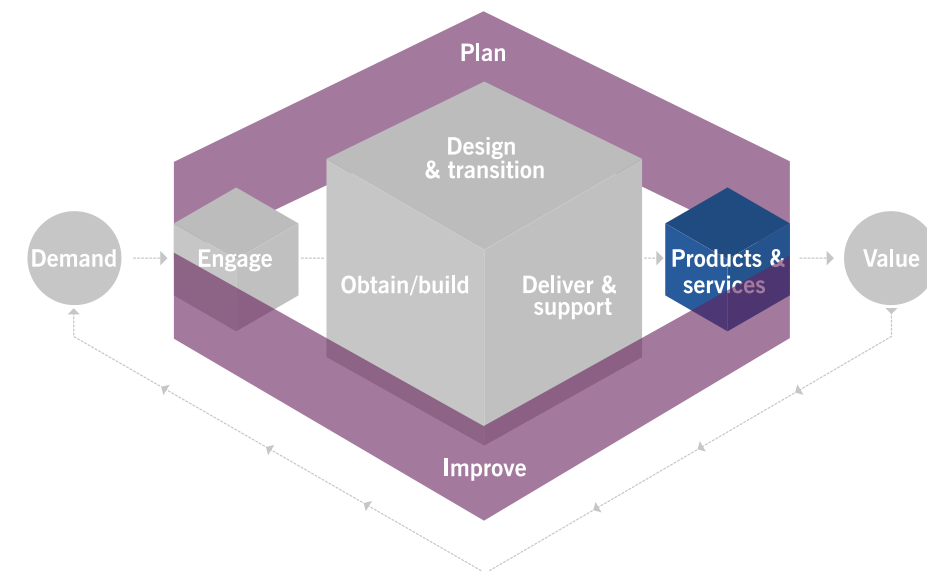 Plan
Design
& transition
Demand
Engage
Obtain/build
Deliver &
support
Products &
services
Value
Improve